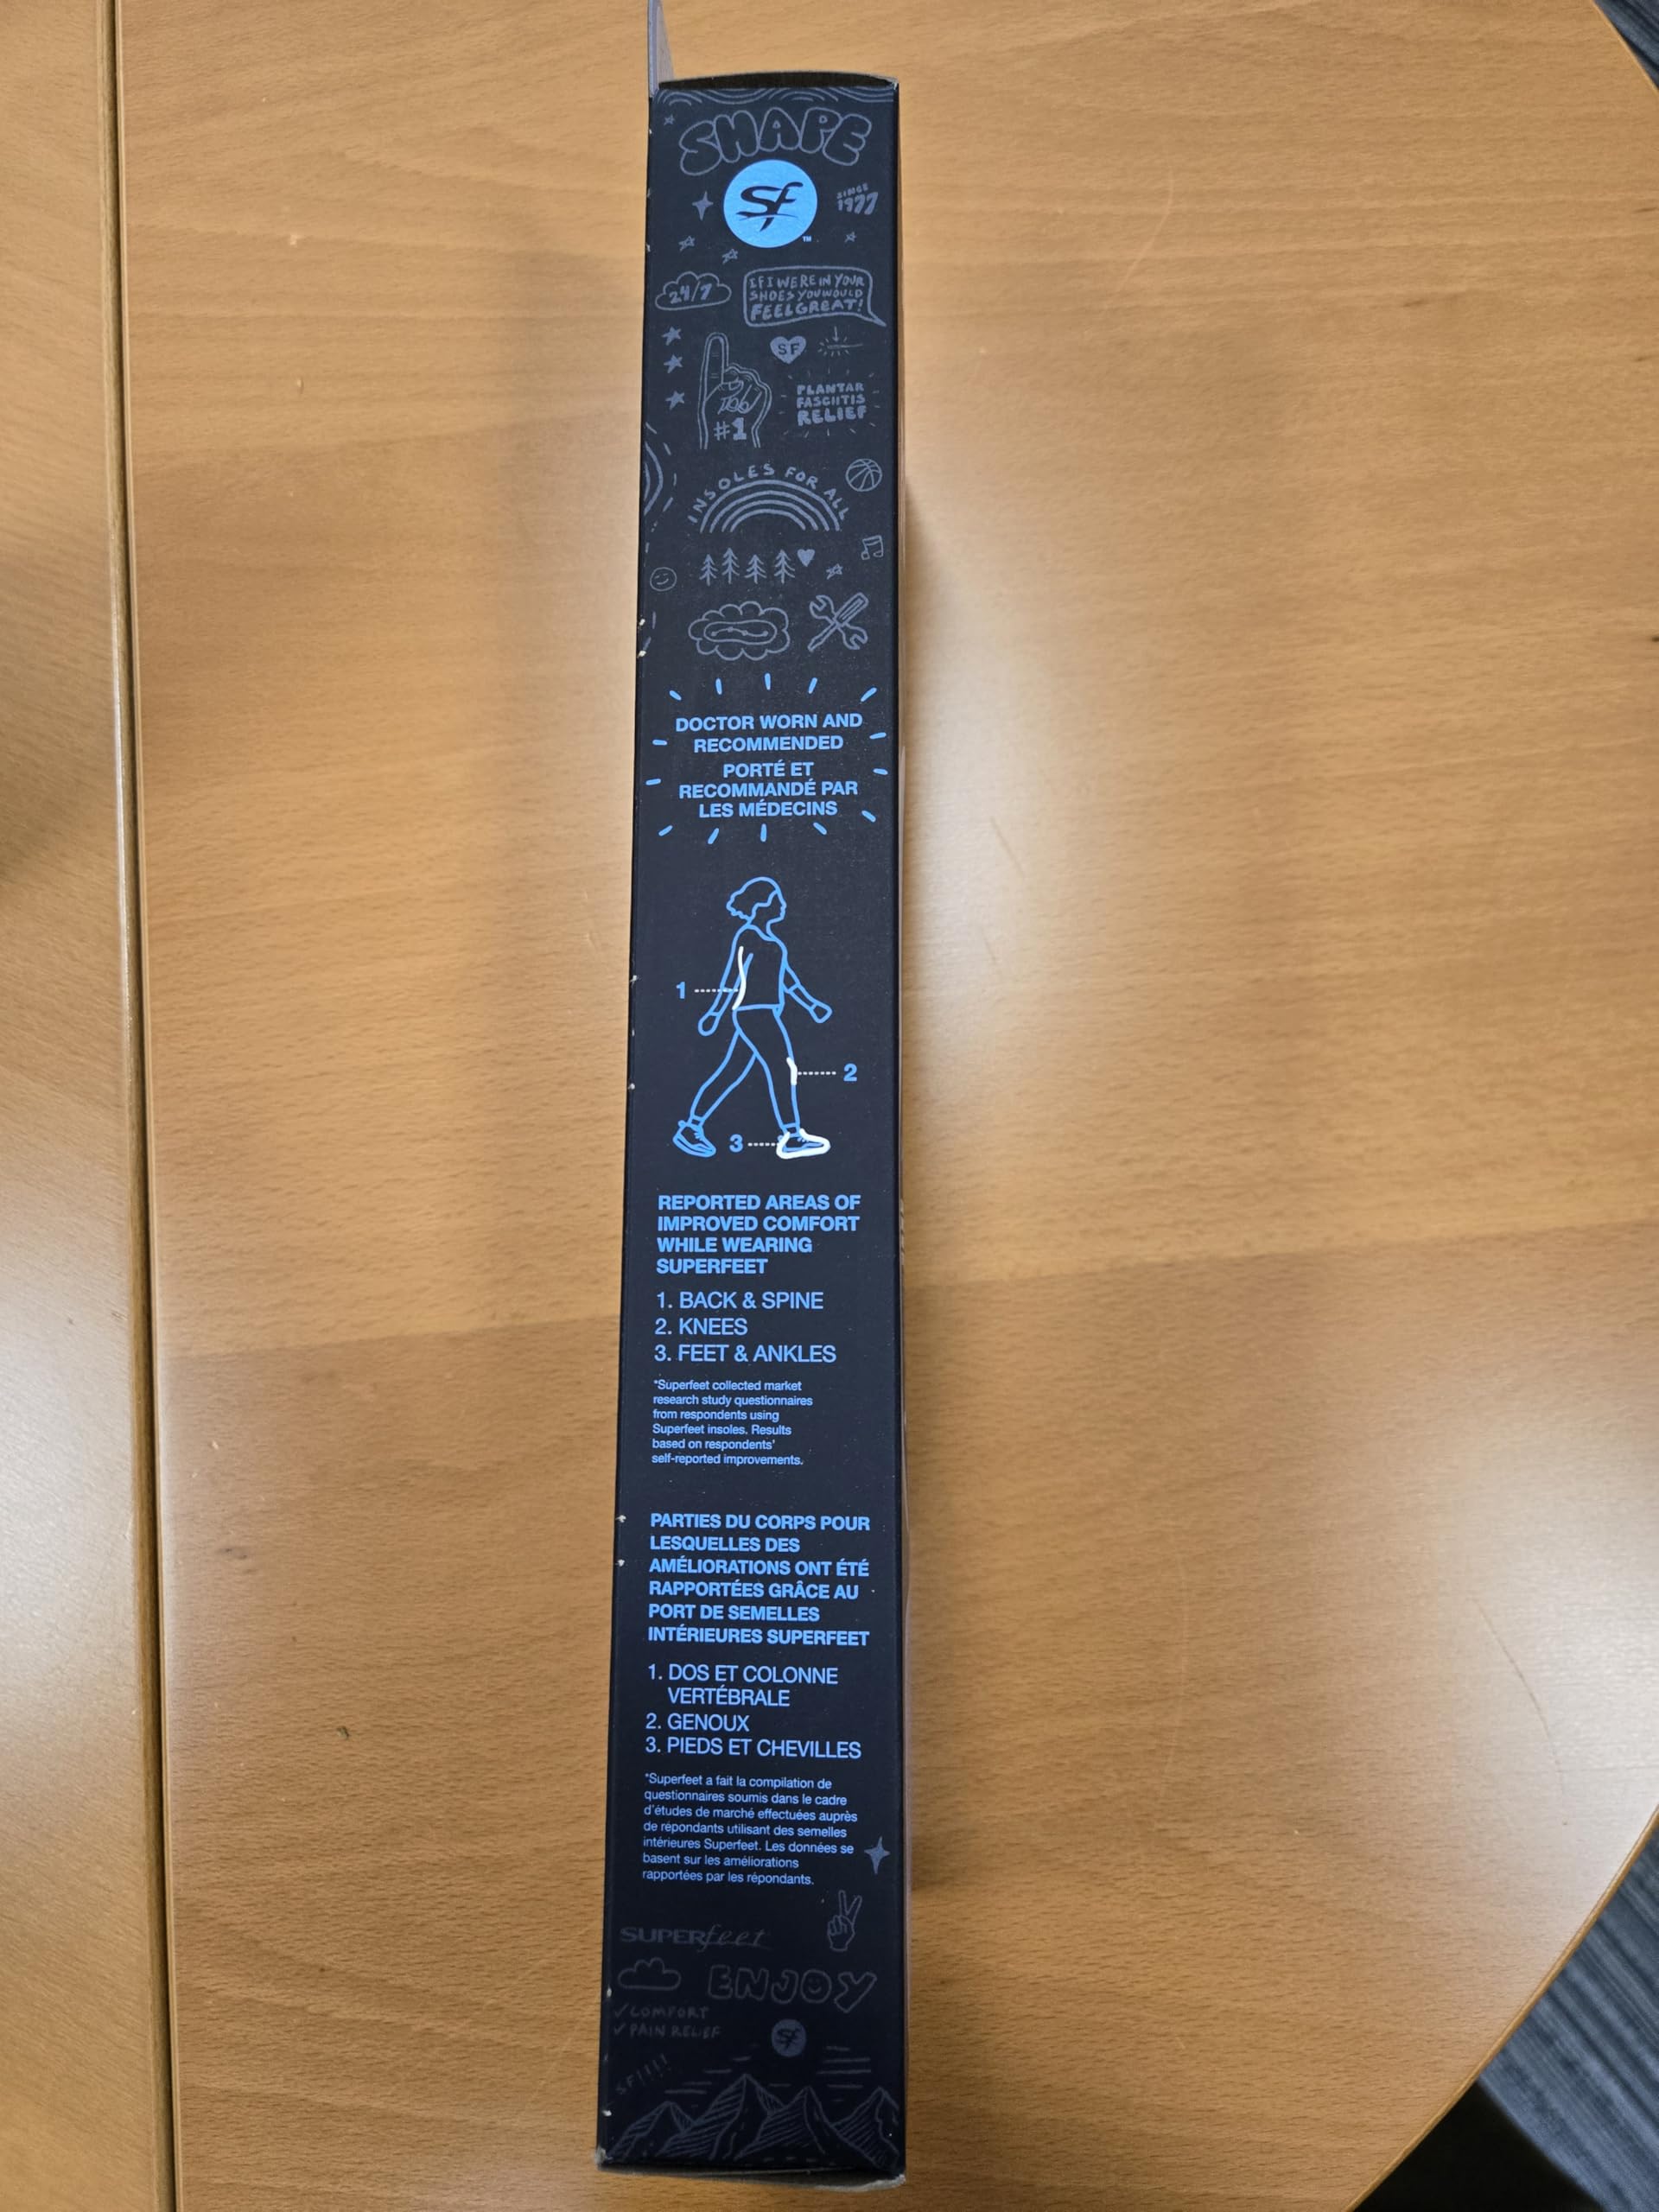 SHAPE
SF
TM
SINCE
1977
24/7
IF I WERE IN YOUR
SHOES YOU WOULD
FEEL GREAT!
SF
#1
PLANTAR
FASCIITIS
RELIEF
INSOLES FOR ALL
DOCTOR WORN AND
RECOMMENDED
PORTÉ ET
RECOMMANDÉ PAR
LES MÉDECINS
1
2
3
REPORTED AREAS OF
IMPROVED COMFORT
WHILE WEARING
SUPERFEET
1. BACK & SPINE
2. KNEES
3. FEET & ANKLES
*Superfeet collected market
research study questionnaires
from respondents using
Superfeet insoles. Results
based on respondents'
self-reported improvements.
PARTIES DU CORPS POUR
LESQUELLES DES
AMÉLIORATIONS ONT ÉTÉ
RAPPORTÉES GRÂCE AU
PORT DE SEMELLES
INTÉRIEURES SUPERFEET
1. DOS ET COLONNE
VERTÉBRALE
2. GENOUX
3. PIEDS ET CHEVILLES
*Superfeet a fait la compilation de
questionnaires soumis dans le cadre
d'études de marché effectuées auprès
de répondants utilisant des semelles
intérieures Superfeet. Les données se
basent sur les améliorations
rapportées par les répondants.
SUPERfeet
ENJOY
✓ COMFORT
✓ PAIN RELIEF
SF
SF!!!!